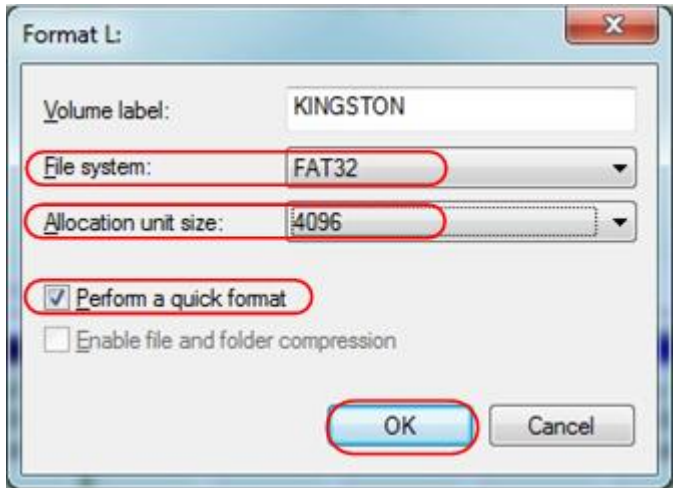 Format L:
Volume label: KINGSTON
File system: FAT32
Allocation unit size: 4096
Perform a quick format
Enable file and folder compression
OK Cancel